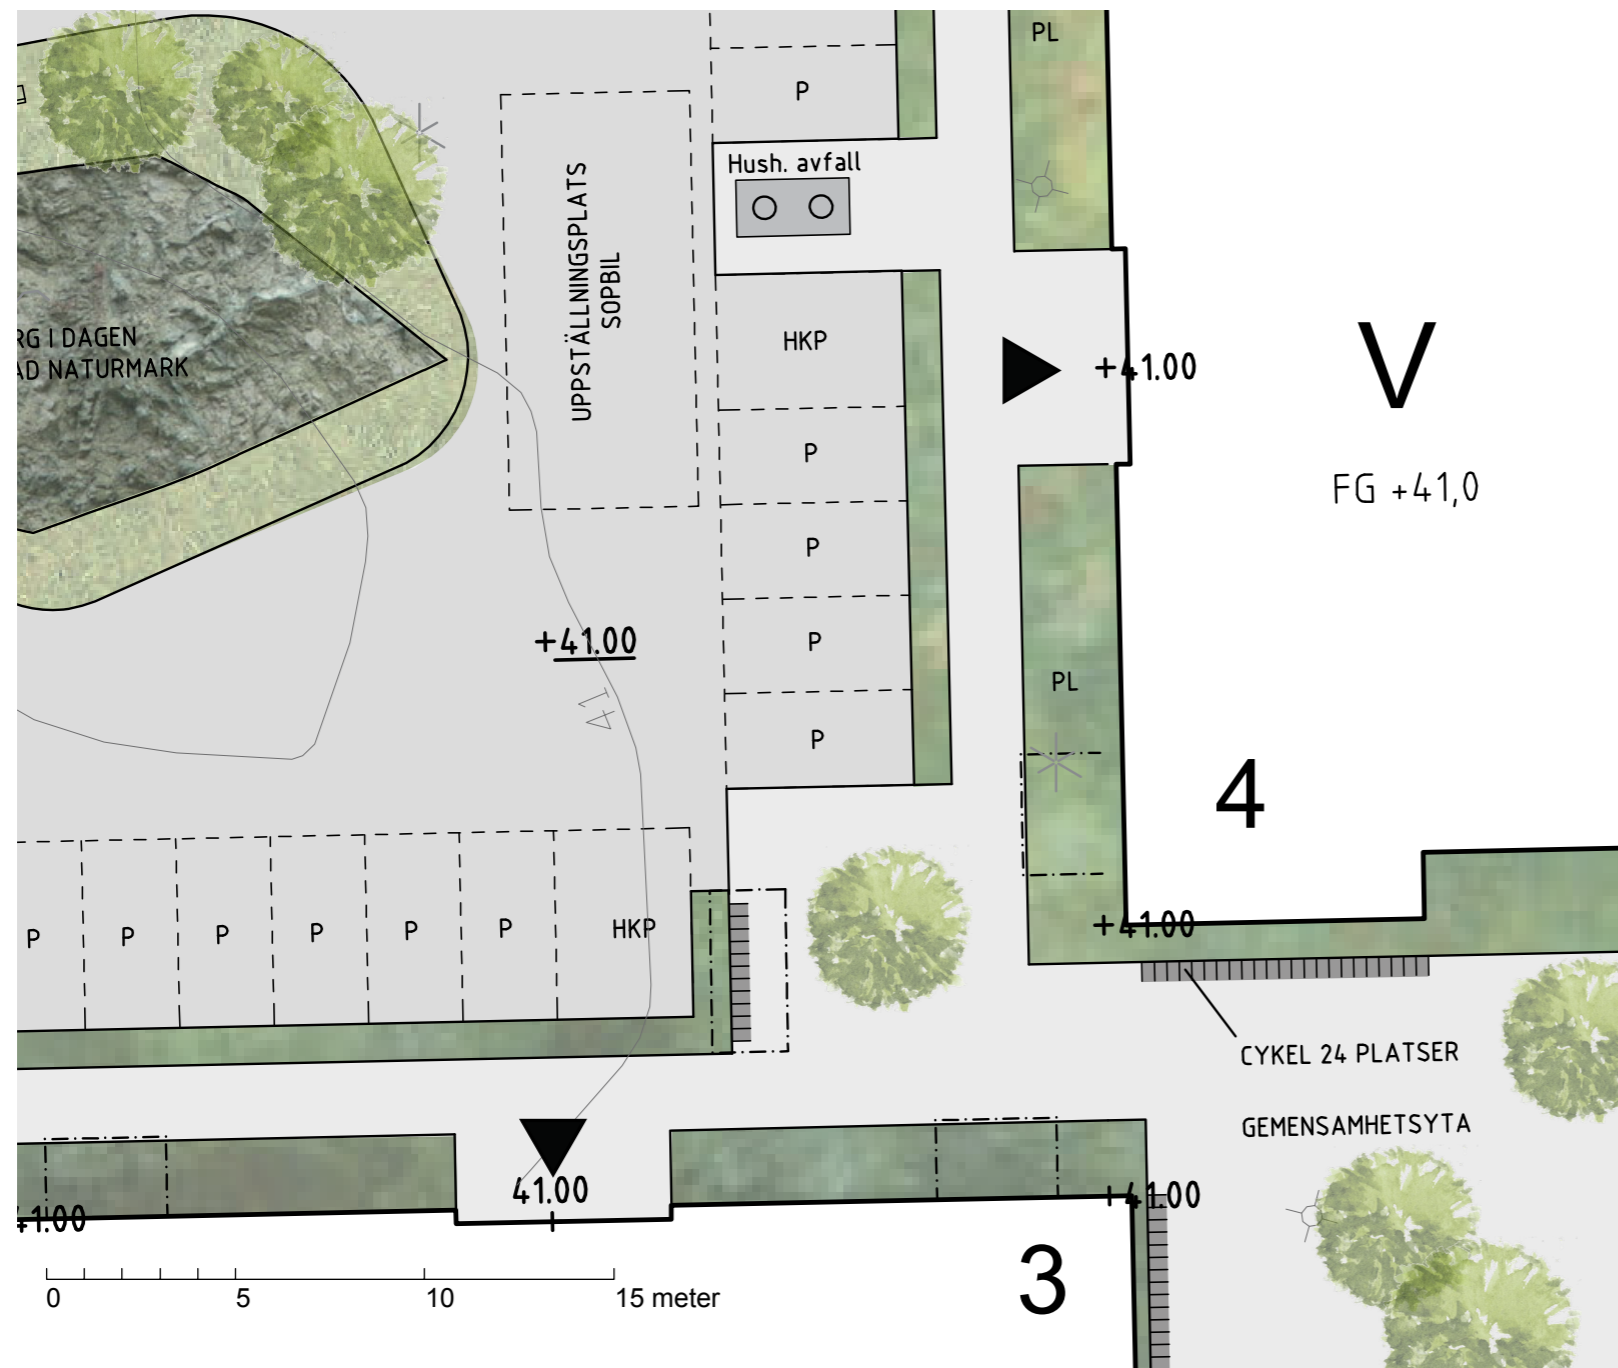 PL
P
Hush. avfall
UPPSTÄLLNINGSPLATS
SOPBIL
RG I DAGEN
AD NATURMARK
HKP
+41.00
V
P
FG +41,0
P
+41.00
P
PL
41
P
4
P
P
P
P
P
P
HKP
+41.00
CYKEL 24 PLATSER
GEMENSAMHETSYTA
41.00
+41.00
41.00
3
0
5
10
15 meter